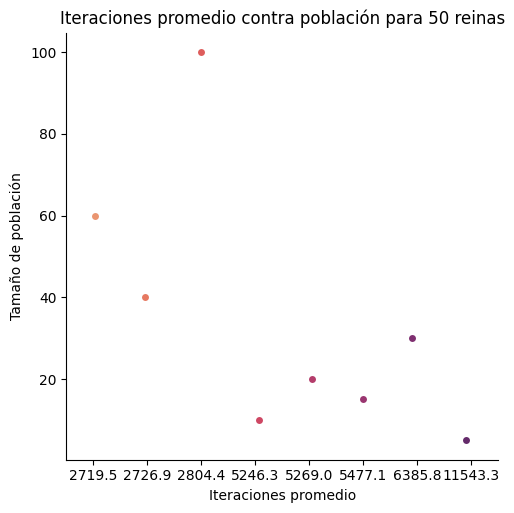 Iteraciones promedio contra población para 50 reinas
100
80
60
40
20
Tamaño de población
2719.5 2726.9 2804.4 5246.3 5269.0 5477.1 6385.8 11543.3
Iteraciones promedio